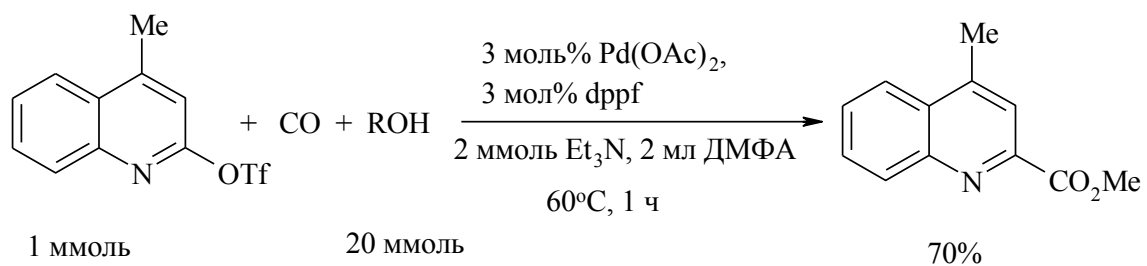 Me
N
OTf
+ CO + ROH
3 моль% Pd(OAc)2,
3 мол% dppf
2 ммоль Et3N, 2 мл ДМФА
60°C, 1 ч
Me
N
CO2Me
1 ммоль
20 ммоль
70%